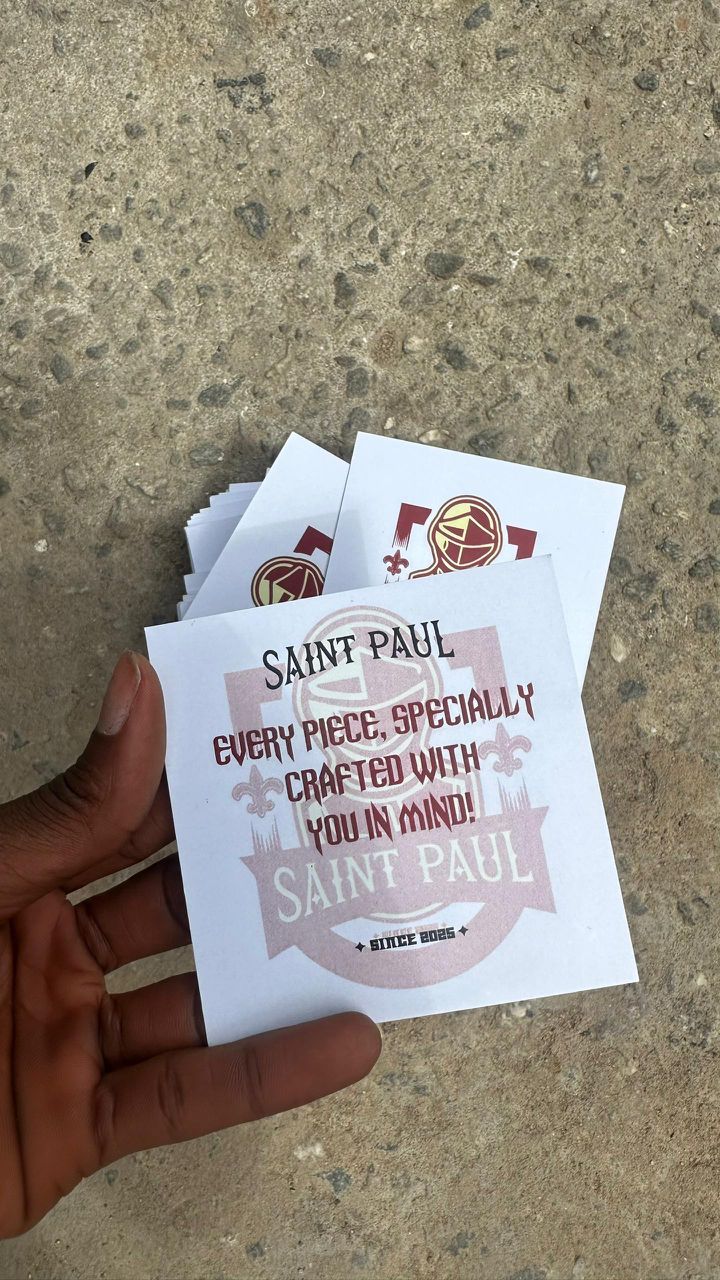 SAINT PAUL
EVERY PIECE, SPECIALLY
CRAFTED WITH
YOU IN MIND!
SAINT PAUL
SINCE 2025